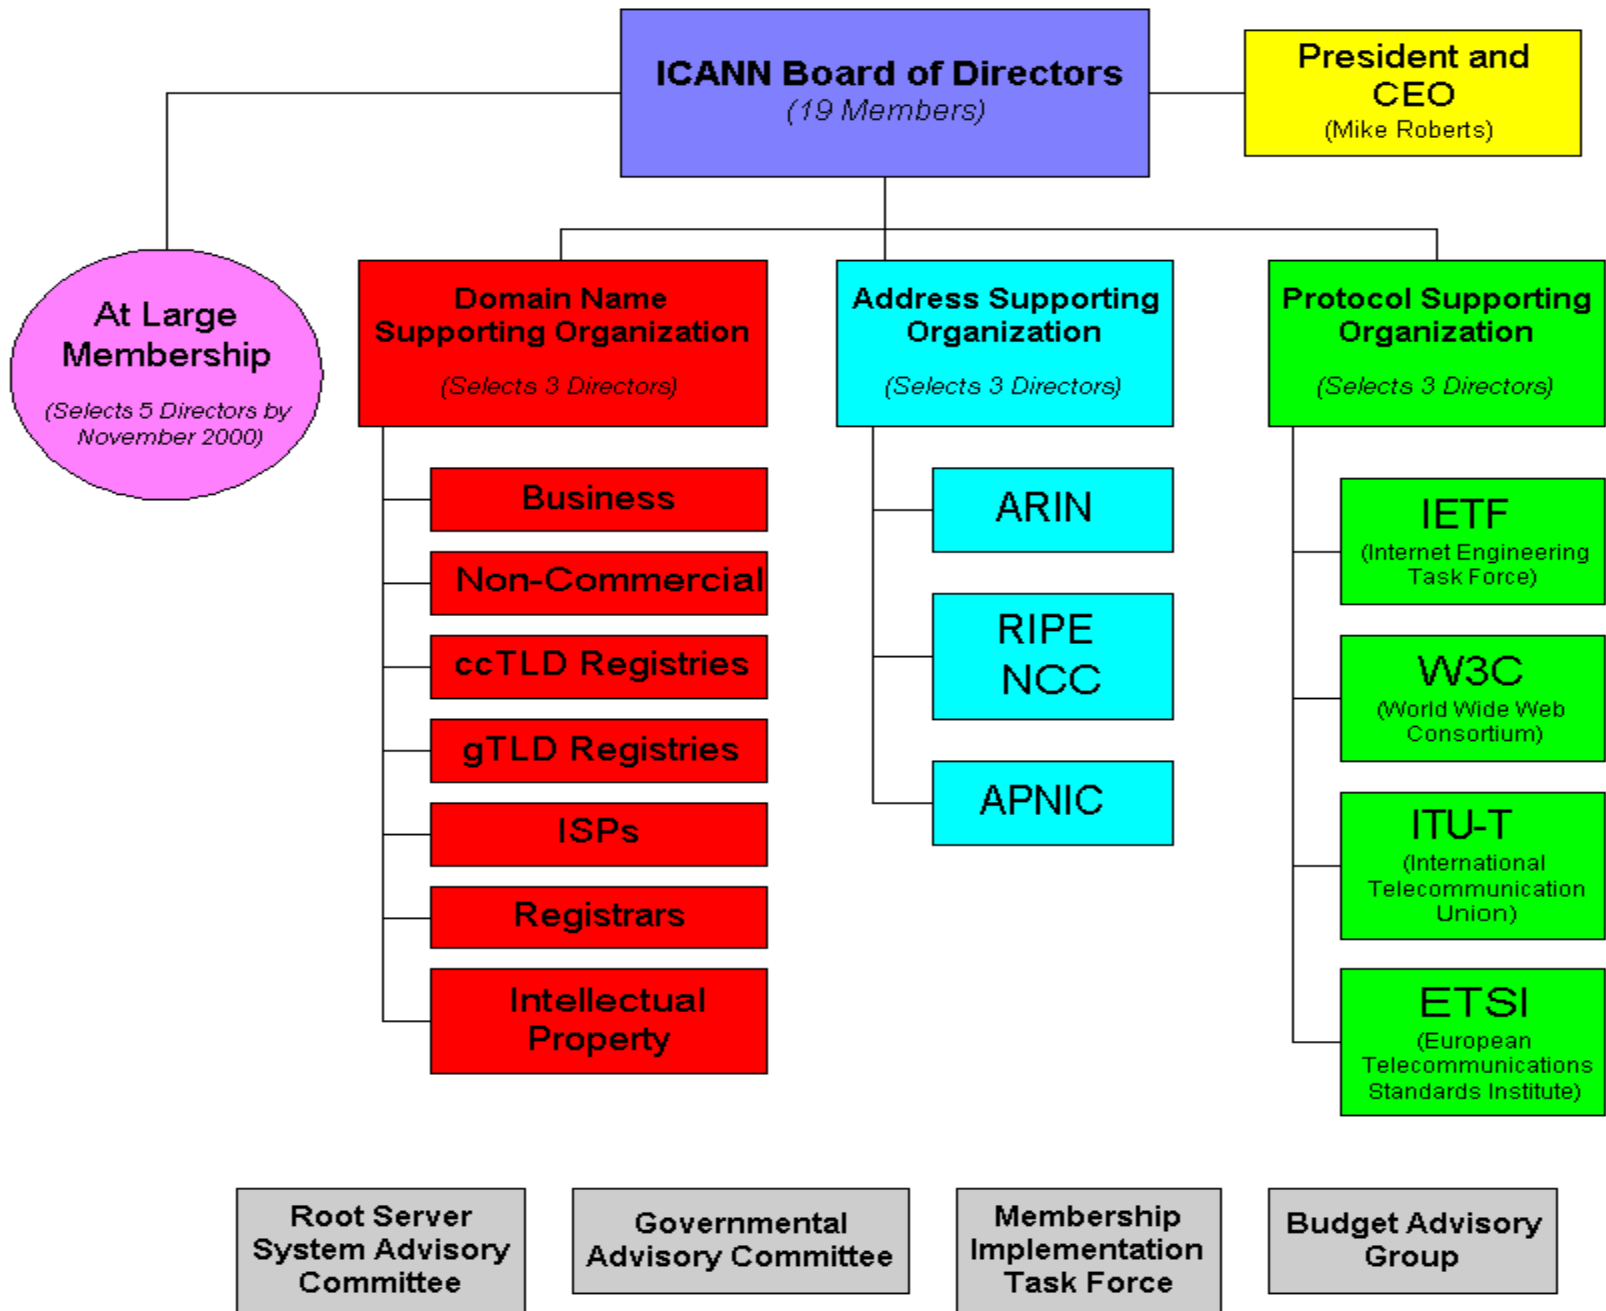 ICANN Board of Directors
(19 Members)
President and
CEO
(Mike Roberts)
At Large
Membership
(Selects 5 Directors by
November 2000)
Domain Name
Supporting Organization
(Selects 3 Directors)
Business
Non-Commercial
ccTLD Registries
gTLD Registries
ISPs
Registrars
Intellectual
Property
Address Supporting
Organization
(Selects 3 Directors)
ARIN
RIPE
NCC
APNIC
Protocol Supporting
Organization
(Selects 3 Directors)
IETF
(Internet Engineering
Task Force)
W3C
(World Wide Web
Consortium)
ITU-T
(International
Telecommunication
Union)
ETSI
(European
Telecommunications
Standards Institute)
Root Server
System Advisory
Committee
Governmental
Advisory Committee
Membership
Implementation
Task Force
Budget Advisory
Group